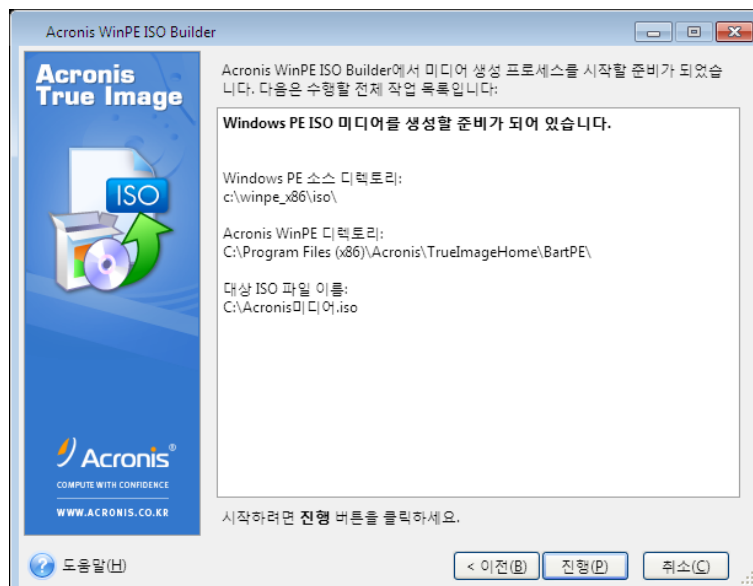 Acronis WinPE ISO Builder
Acronis
True Image
ISO
Acronis®
COMPUTE WITH CONFIDENCE
WWW.ACRONIS.CO.KR
Acronis WinPE ISO Builder에서 미디어 생성 프로세스를 시작할 준비가 되었습
니다. 다음은 수행할 전체 작업 목록입니다:
Windows PE ISO 미디어를 생성할 준비가 되어 있습니다.
Windows PE 소스 디렉토리:
c:\winpe_x86\iso\
Acronis WinPE 디렉토리:
C:\Program Files (x86)\Acronis\TrueImageHome\BartPE\
대상 ISO 파일 이름:
C:\Acronis미디어.iso
시작하려면 진행 버튼을 클릭하세요.
도움말(H)
< 이전(B)
진행(P)
취소(C)